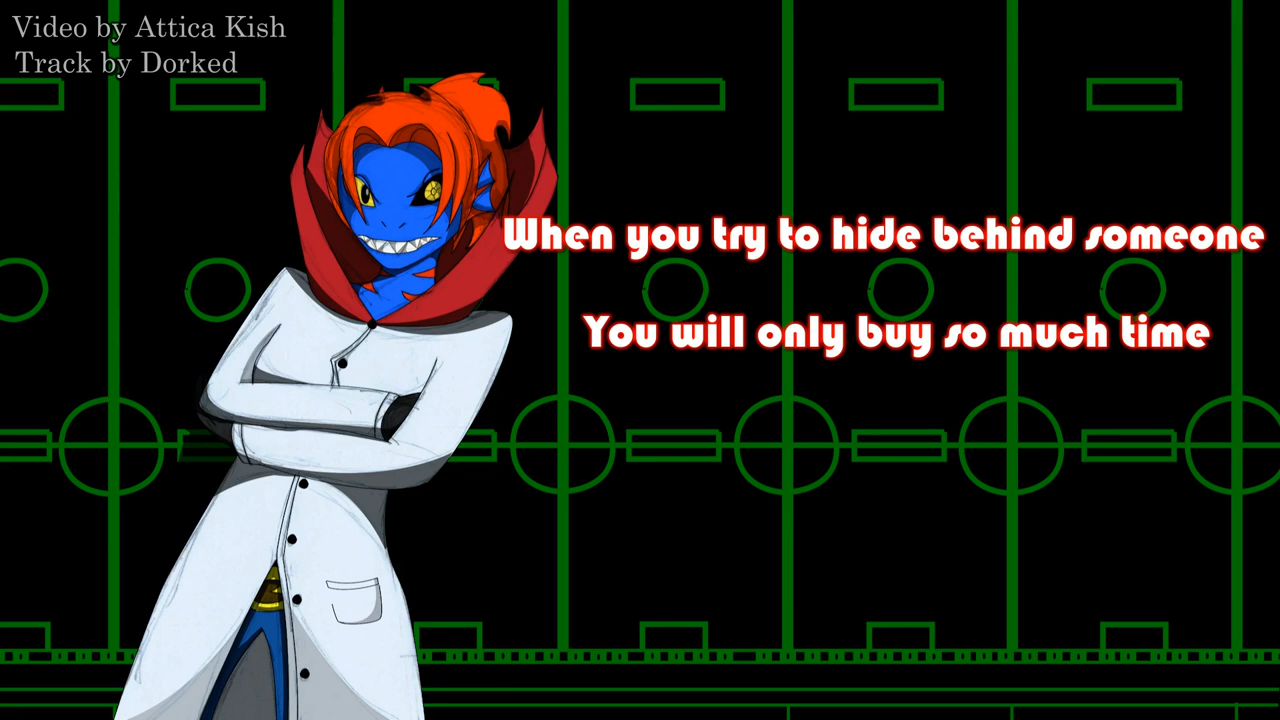 Video by Attica Kish
Track by Dorked
When you try to hide behind someone
You will only buy so much time